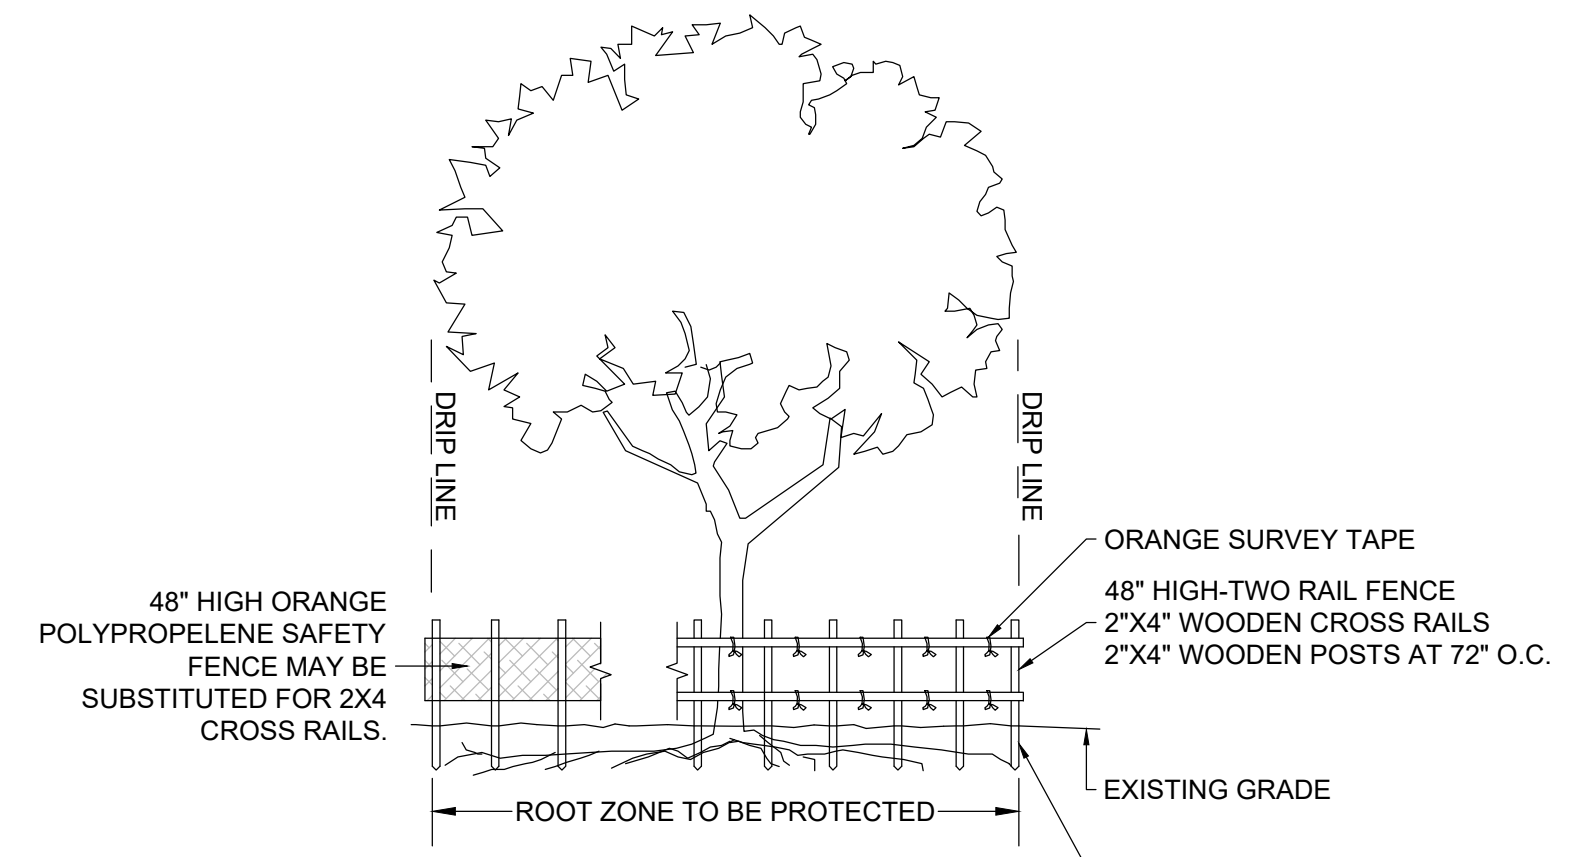 DRIP LINE
DRIP LINE
ORANGE SURVEY TAPE
48" HIGH-TWO RAIL FENCE
2"X4" WOODEN CROSS RAILS
2"X4" WOODEN POSTS AT 72" O.C.
48" HIGH ORANGE
POLYPROPELENE SAFETY
FENCE MAY BE
SUBSTITUTED FOR 2X4
CROSS RAILS.
EXISTING GRADE
ROOT ZONE TO BE PROTECTED